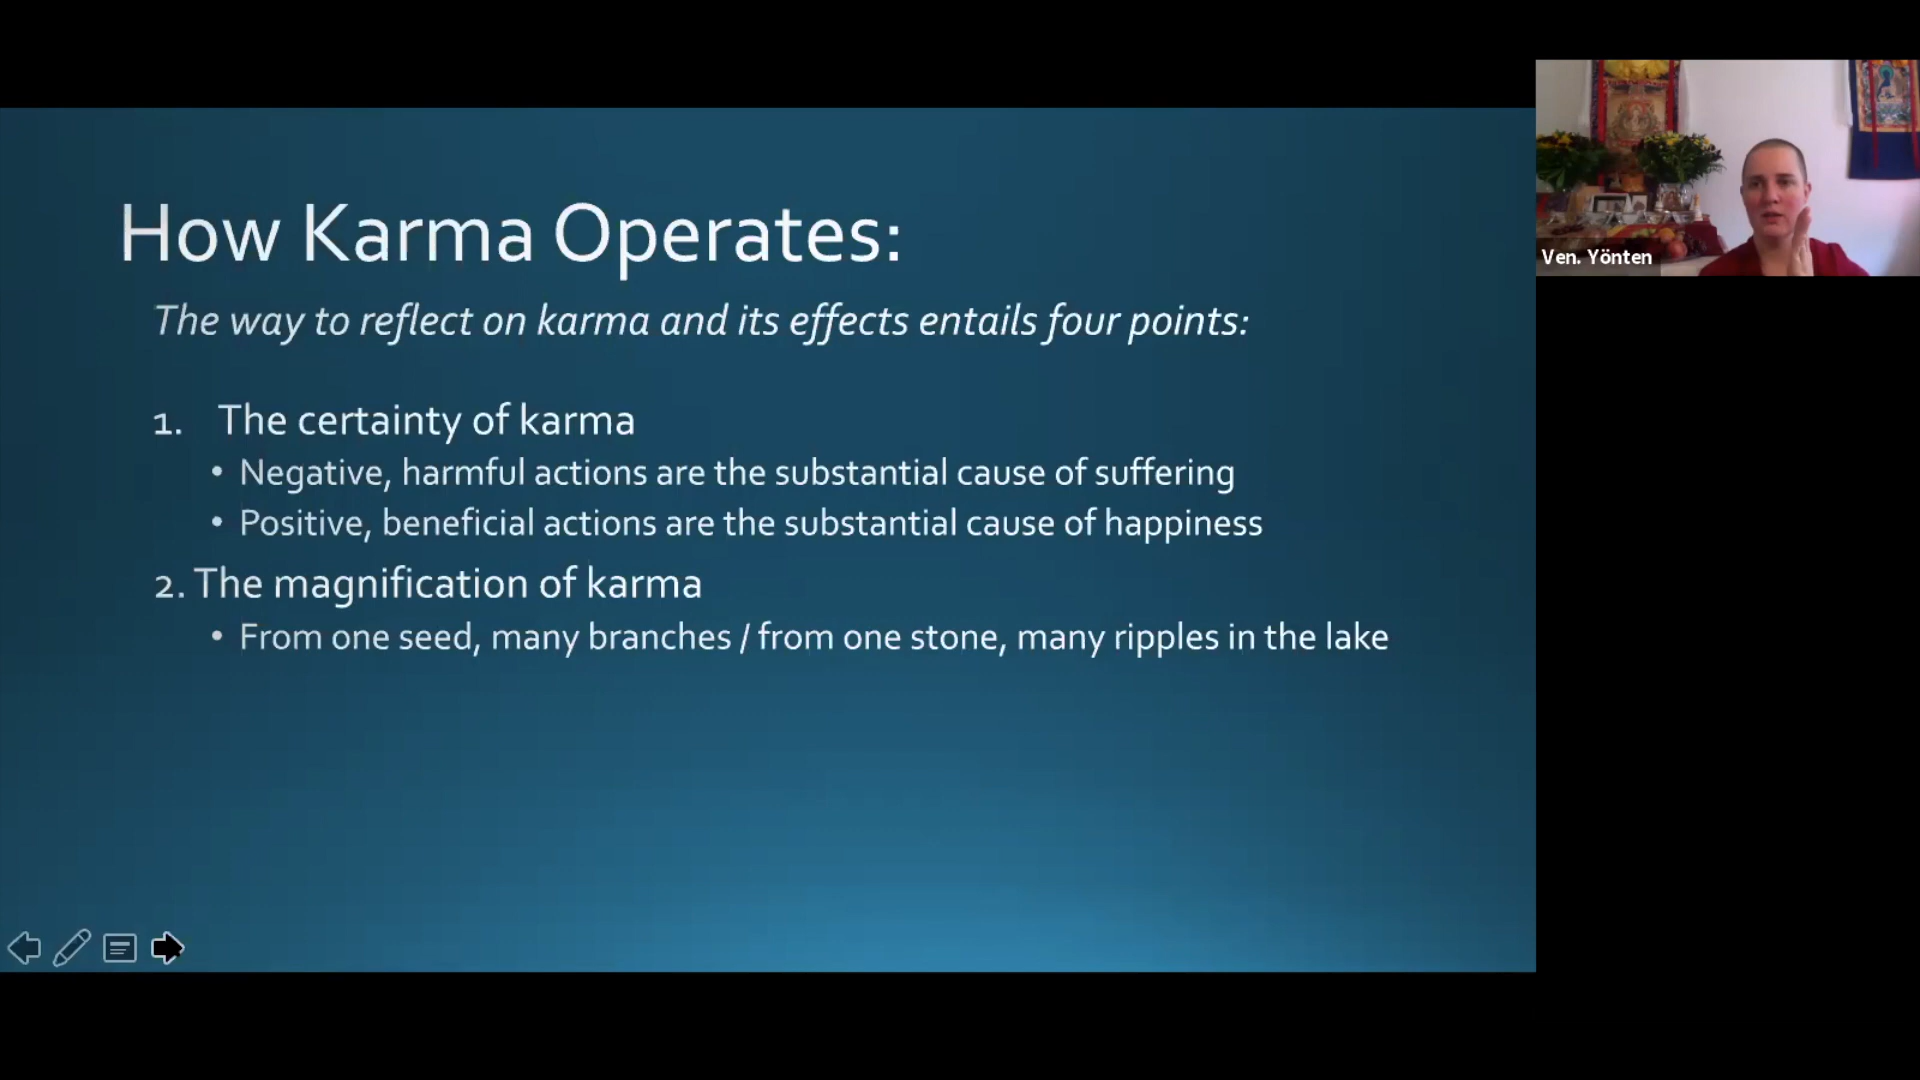 How Karma Operates:
The way to reflect on karma and its effects entails four points:
1. The certainty of karma
• Negative, harmful actions are the substantial cause of suffering
• Positive, beneficial actions are the substantial cause of happiness
2. The magnification of karma
• From one seed, many branches / from one stone, many ripples in the lake
Ven. Yönten